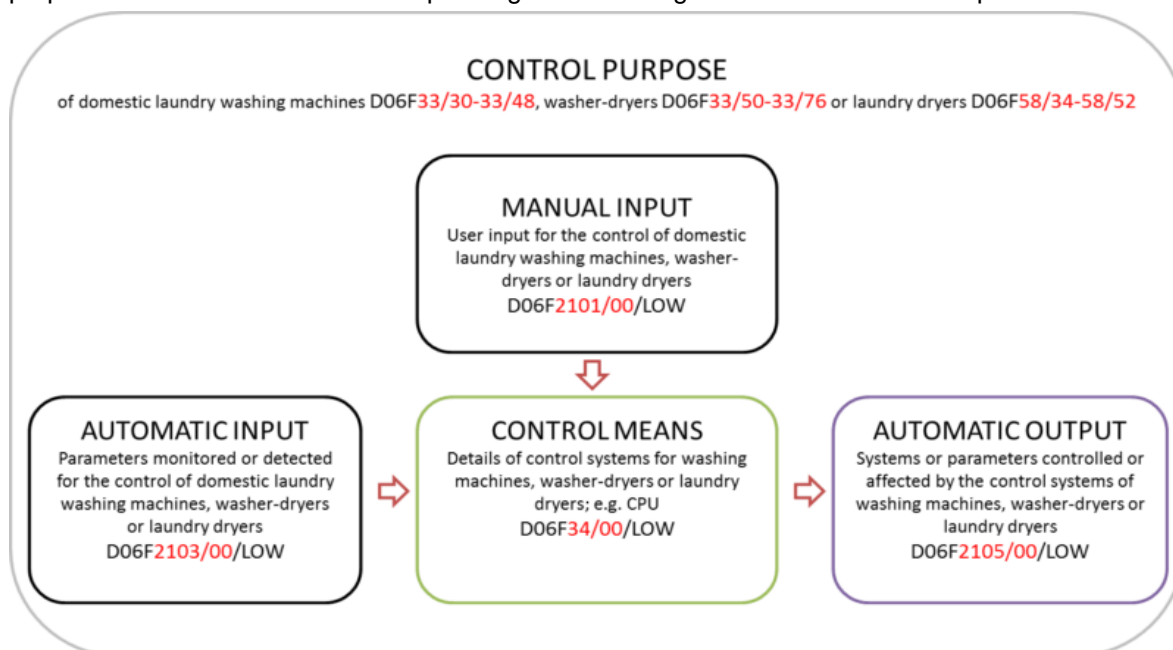 CONTROL PURPOSE
of domestic laundry washing machines D06F33/30-33/48, washer-dryers D06F33/50-33/76 or laundry dryers D06F58/34-58/52
MANUAL INPUT
User input for the control of domestic
laundry washing machines, washer-
dryers or laundry dryers
D06F2101/00/LOW
AUTOMATIC INPUT
Parameters monitored or detected
for the control of domestic laundry
washing machines, washer-dryers
or laundry dryers
D06F2103/00/LOW
CONTROL MEANS
Details of control systems for washing
machines, washer-dryers or laundry
dryers; e.g. CPU
D06F34/00/LOW
AUTOMATIC OUTPUT
Systems or parameters controlled or
affected by the control systems of
washing machines, washer-dryers or
laundry dryers
D06F2105/00/LOW